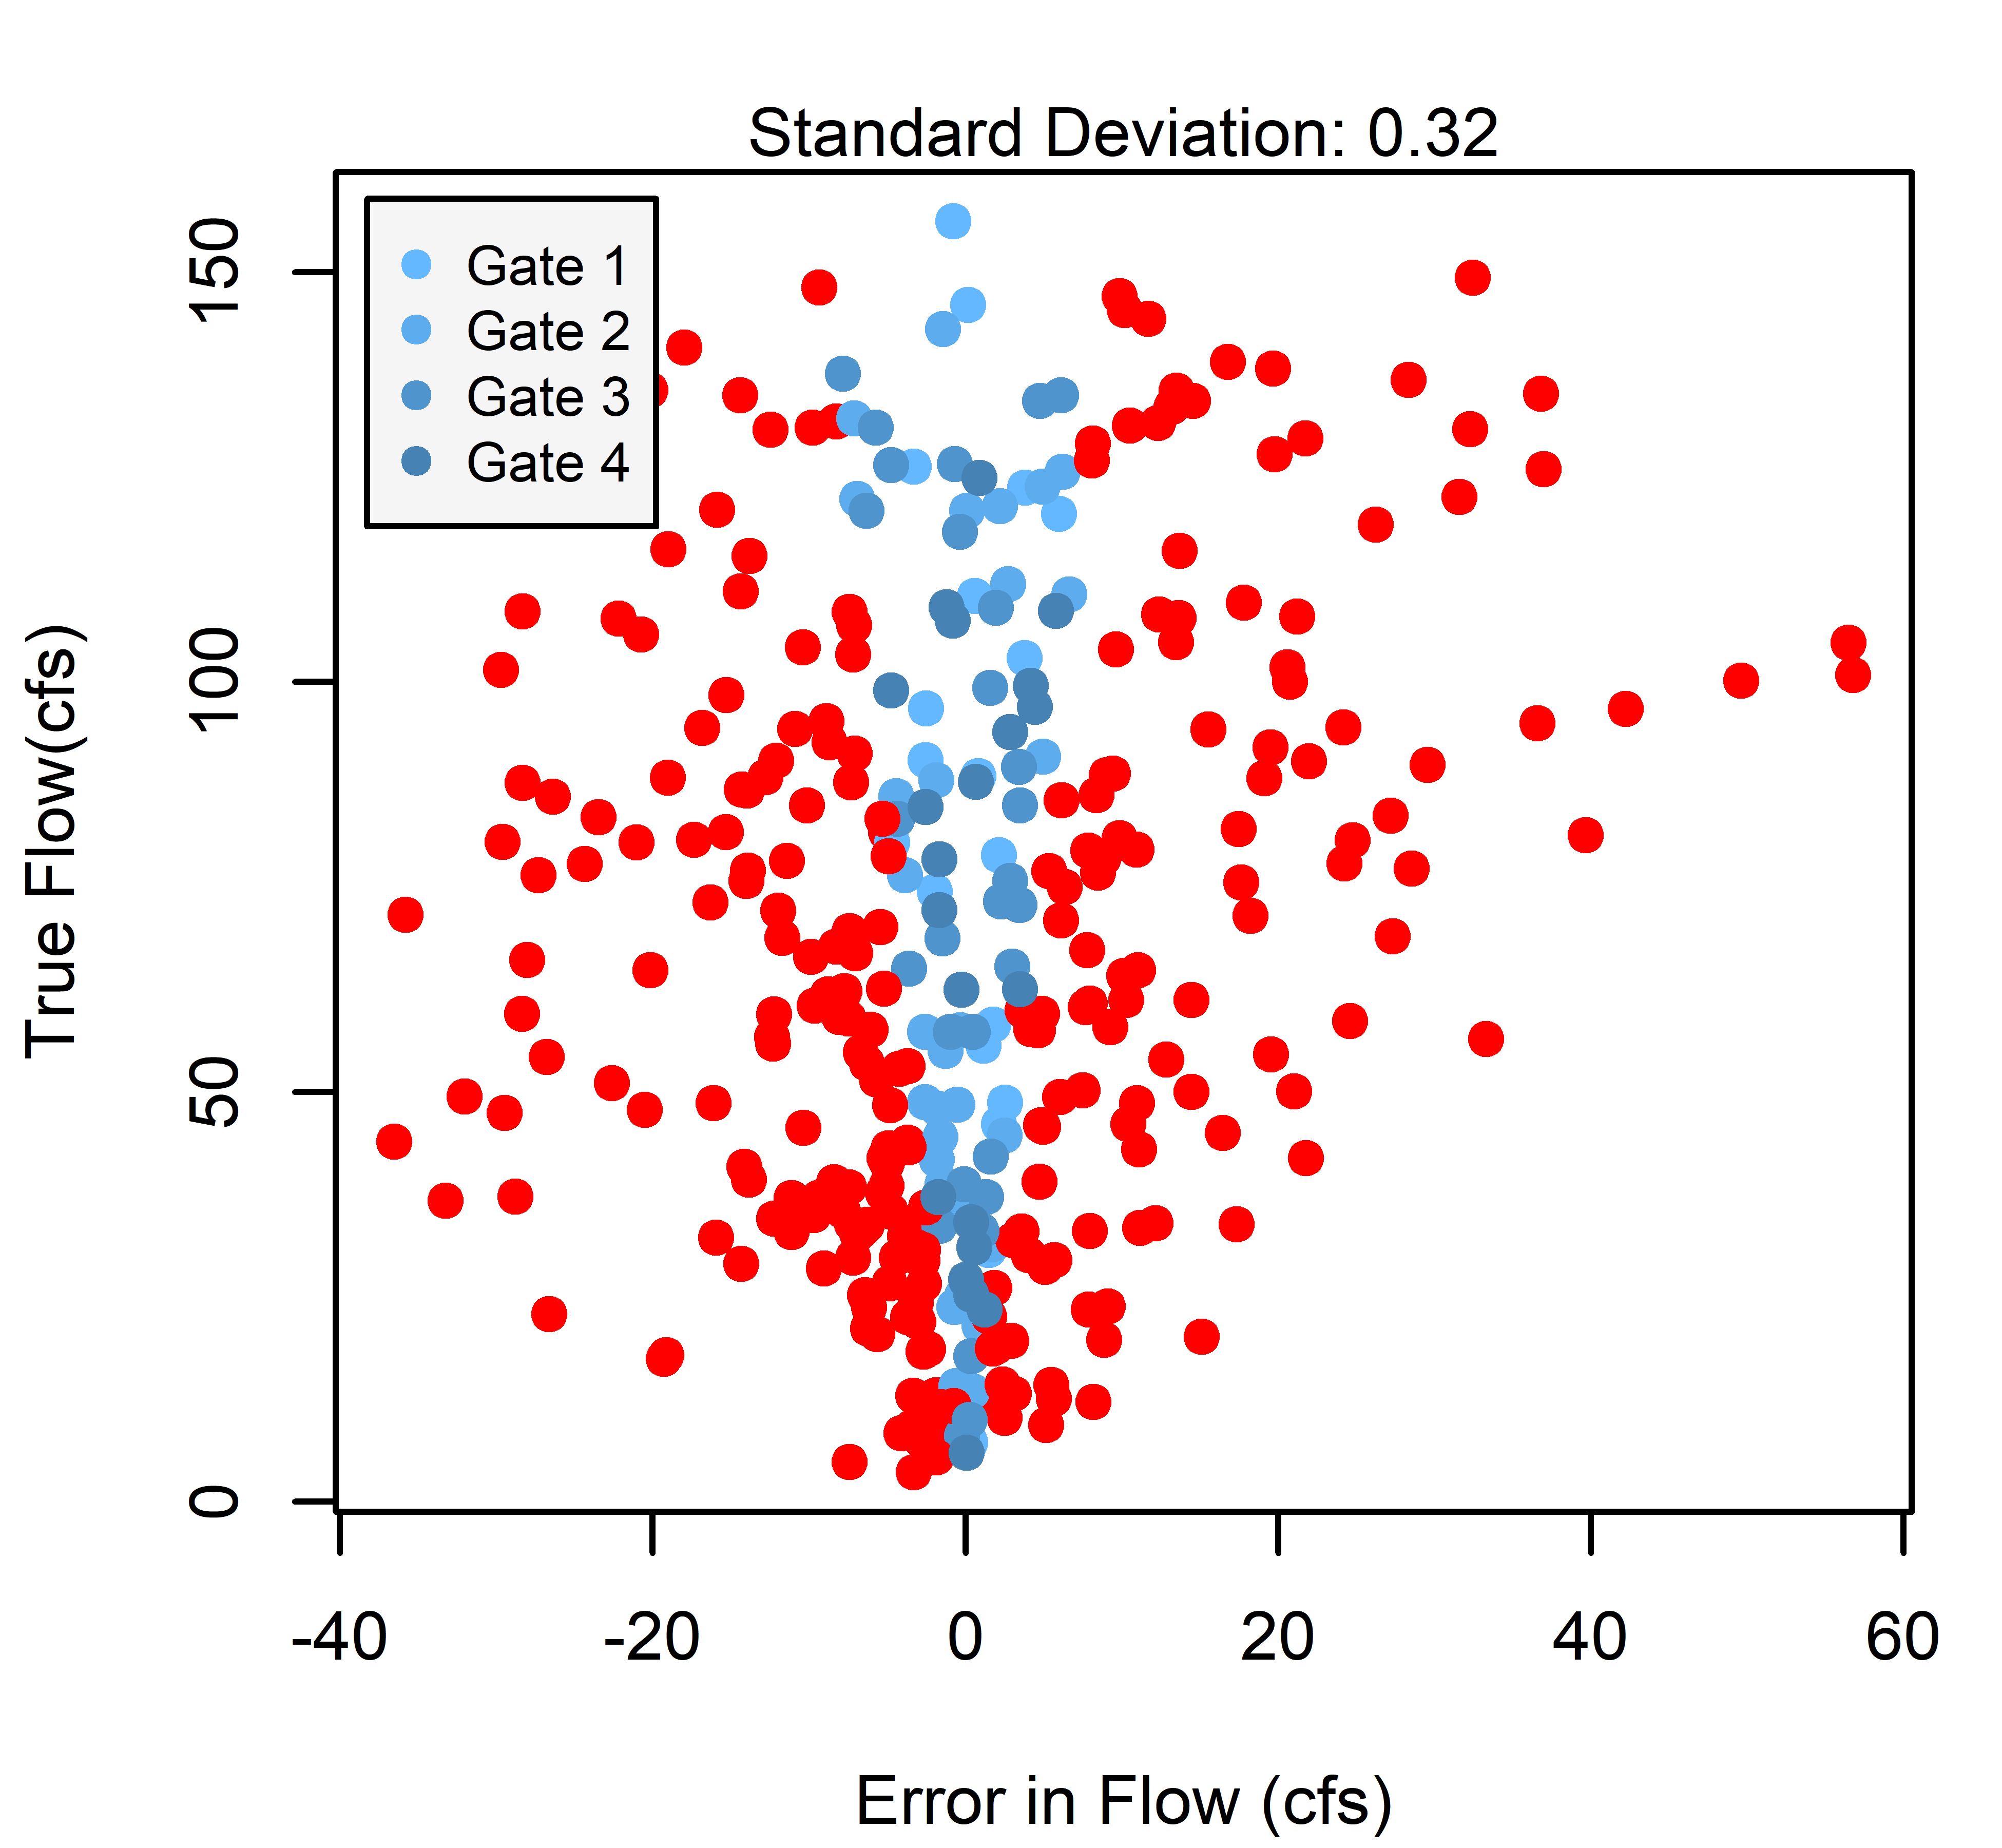 Standard Deviation: 0.32
Gate 1
Gate 2
Gate 3
Gate 4
True Flow(cfs)
150
100
50
0
-40 -20 0 20 40 60
Error in Flow (cfs)